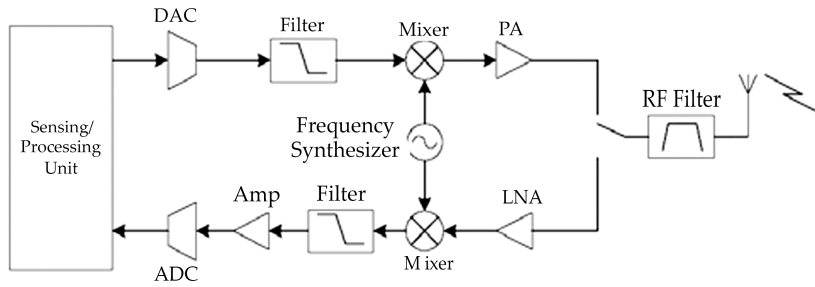 DAC
Filter
Mixer
PA
RF Filter
Sensing/
Processing
Unit
Frequency
Synthesizer
Amp
Filter
LNA
ADC
M ixer